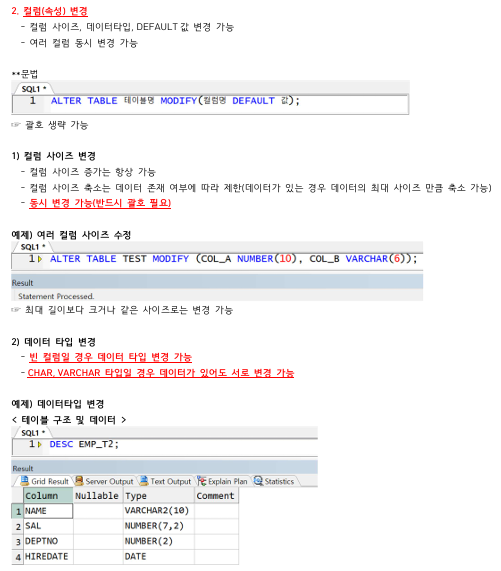 2. 컬럼(속성) 변경
- 컬럼 사이즈, 데이터타입, DEFAULT 값 변경 가능
- 여러 컬럼 동시 변경 가능
**문법
SQL1 *
1 ALTER TABLE 테이블명 MODIFY(컬럼명 DEFAULT 값);
☞ 괄호 생략 가능
1) 컬럼 사이즈 변경
- 컬럼 사이즈 증가는 항상 가능
- 컬럼 사이즈 축소는 데이터 존재 여부에 따라 제한(데이터가 있는 경우 데이터의 최대 사이즈 만큼 축소 가능)
- 동시 변경 가능(반드시 괄호 필요)
예제) 여러 컬럼 사이즈 수정
SQL1 *
1 ALTER TABLE TEST MODIFY (COL_A NUMBER(10), COL_B VARCHAR(6));
Result
Statement Processed.
☞ 최대 길이보다 크거나 같은 사이즈로는 변경 가능
2) 데이터 타입 변경
- 빈 컬럼일 경우 데이터 타입 변경 가능
- CHAR, VARCHAR 타입일 경우 데이터가 있어도 서로 변경 가능
예제) 데이터타입 변경
< 테이블 구조 및 데이터 >
SQL1 *
1 DESC EMP_T2;
Result
Grid Result Server Output Text Output Explain Plan Statistics
Column Nullable Type Comment
1 NAME VARCHAR2(10)
2 SAL NUMBER(7,2)
3 DEPTNO NUMBER(2)
4 HIREDATE DATE